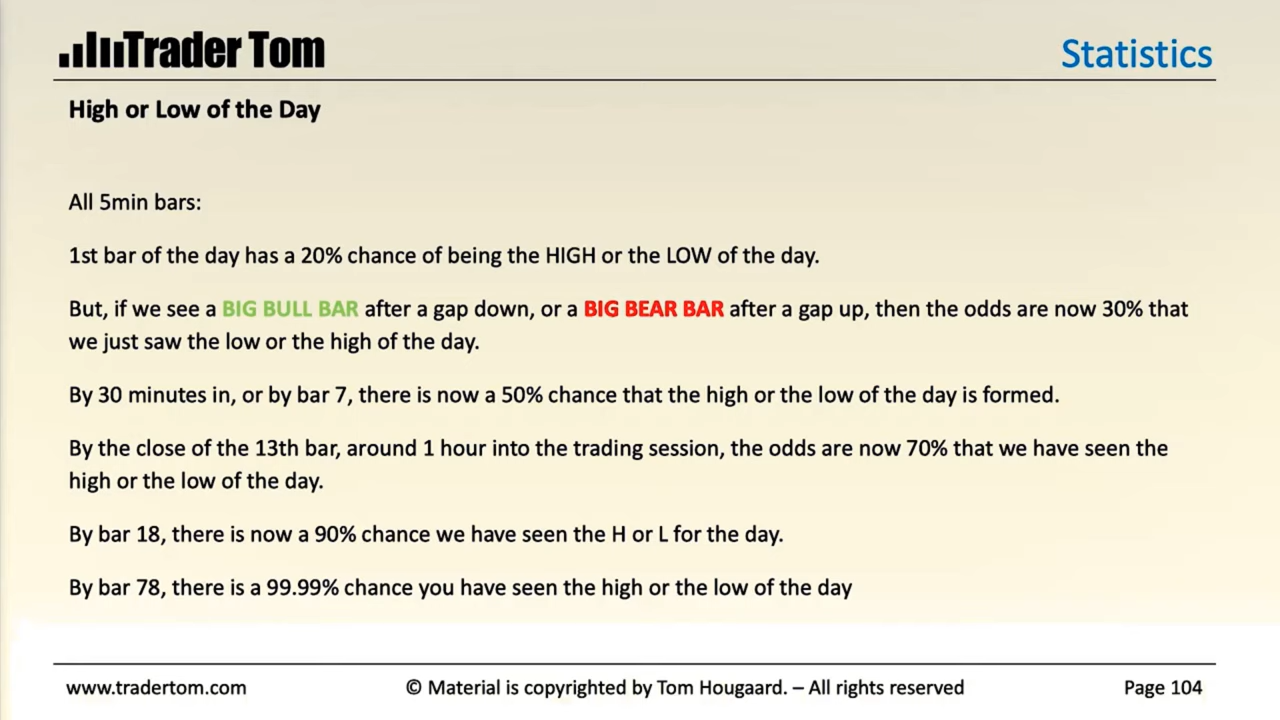 Trader Tom
Statistics
High or Low of the Day
All 5min bars:
1st bar of the day has a 20% chance of being the HIGH or the LOW of the day.
But, if we see a BIG BULL BAR after a gap down, or a BIG BEAR BAR after a gap up, then the odds are now 30% that
we just saw the low or the high of the day.
By 30 minutes in, or by bar 7, there is now a 50% chance that the high or the low of the day is formed.
By the close of the 13th bar, around 1 hour into the trading session, the odds are now 70% that we have seen the
high or the low of the day.
By bar 18, there is now a 90% chance we have seen the H or L for the day.
By bar 78, there is a 99.99% chance you have seen the high or the low of the day
www.tradertom.com
© Material is copyrighted by Tom Hougaard. – All rights reserved
Page 104